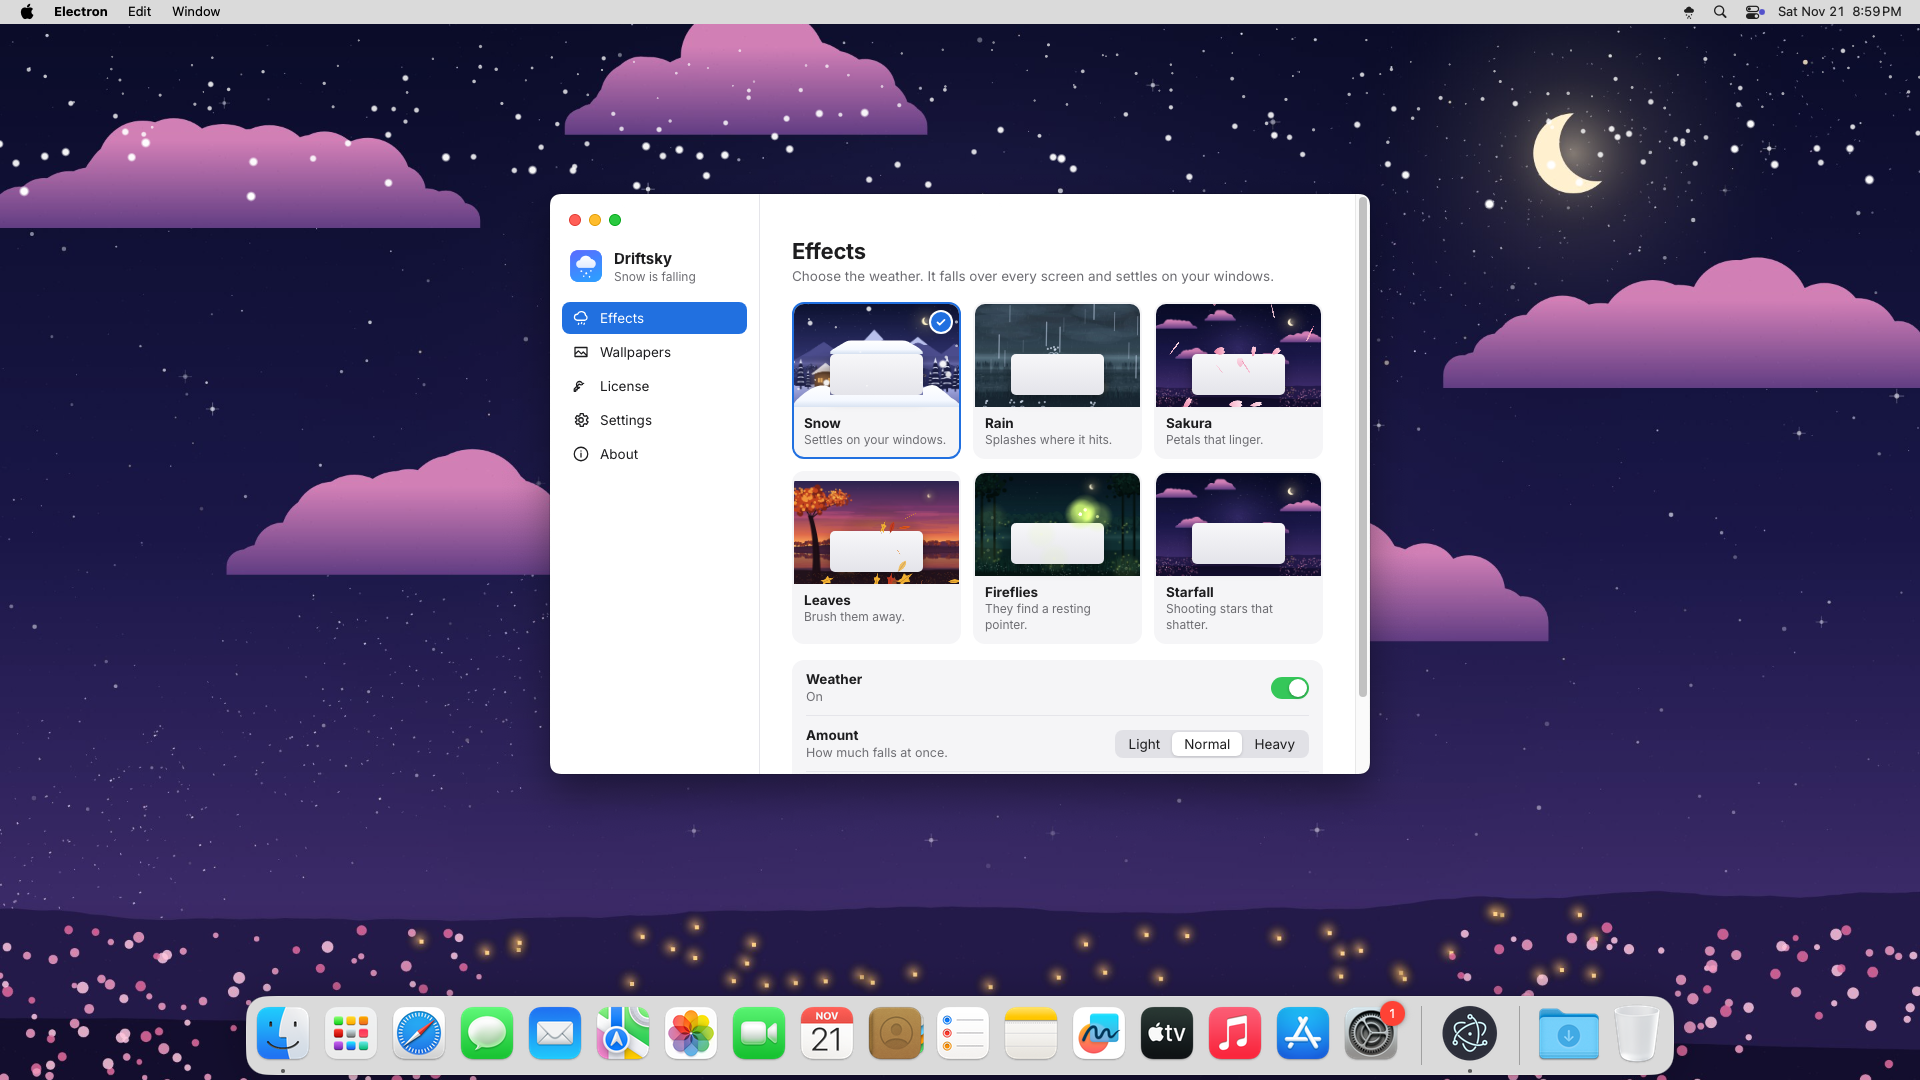 Electron Edit Window
Sat Nov 21 8:59 PM
Driftsky
Snow is falling
Effects
Wallpapers
License
Settings
About
Effects
Choose the weather. It falls over every screen and settles on your windows.
Snow
Settles on your windows.
Rain
Splashes where it hits.
Sakura
Petals that linger.
Leaves
Brush them away.
Fireflies
They find a resting
pointer.
Starfall
Shooting stars that
shatter.
Weather
On
Amount
How much falls at once.
Light Normal Heavy
NOV
21
tv
1